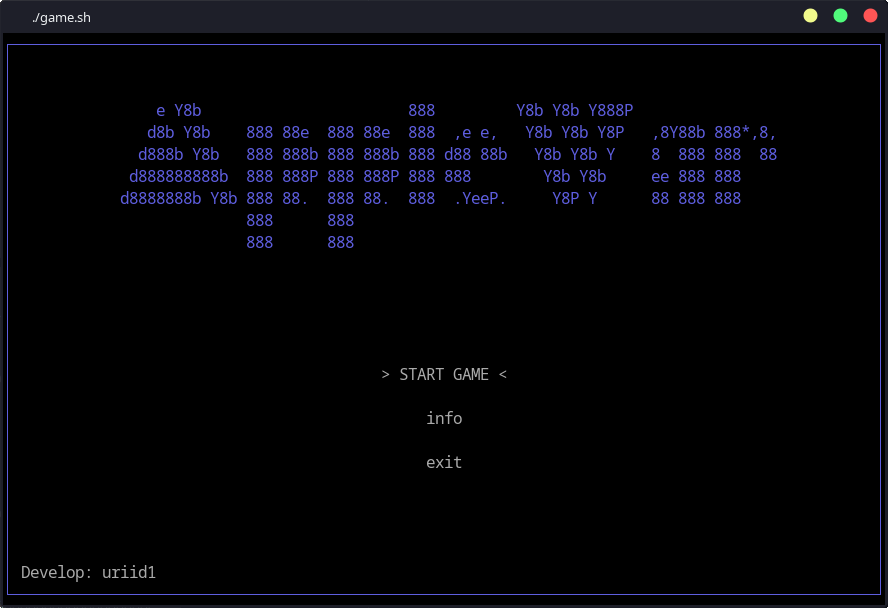 ./game.sh
      e Y8b                       888         Y8b Y8b Y888P
     d8b Y8b    888 88e  888 88e  888  ,e e,   Y8b Y8b Y8P   ,8Y88b 888*,8,
    d888b Y8b   888 888b 888 888b 888 d88 88b   Y8b Y8b Y    8  888 888  88
   d888888888b  888 888P 888 888P 888 888        Y8b Y8b     ee 888 888
  d8888888b Y8b 888 88.  888 88.  888  .YeeP.     Y8P Y      88 888 888
                888      888
                888      888
> START GAME <
info
exit
Develop: uriid1